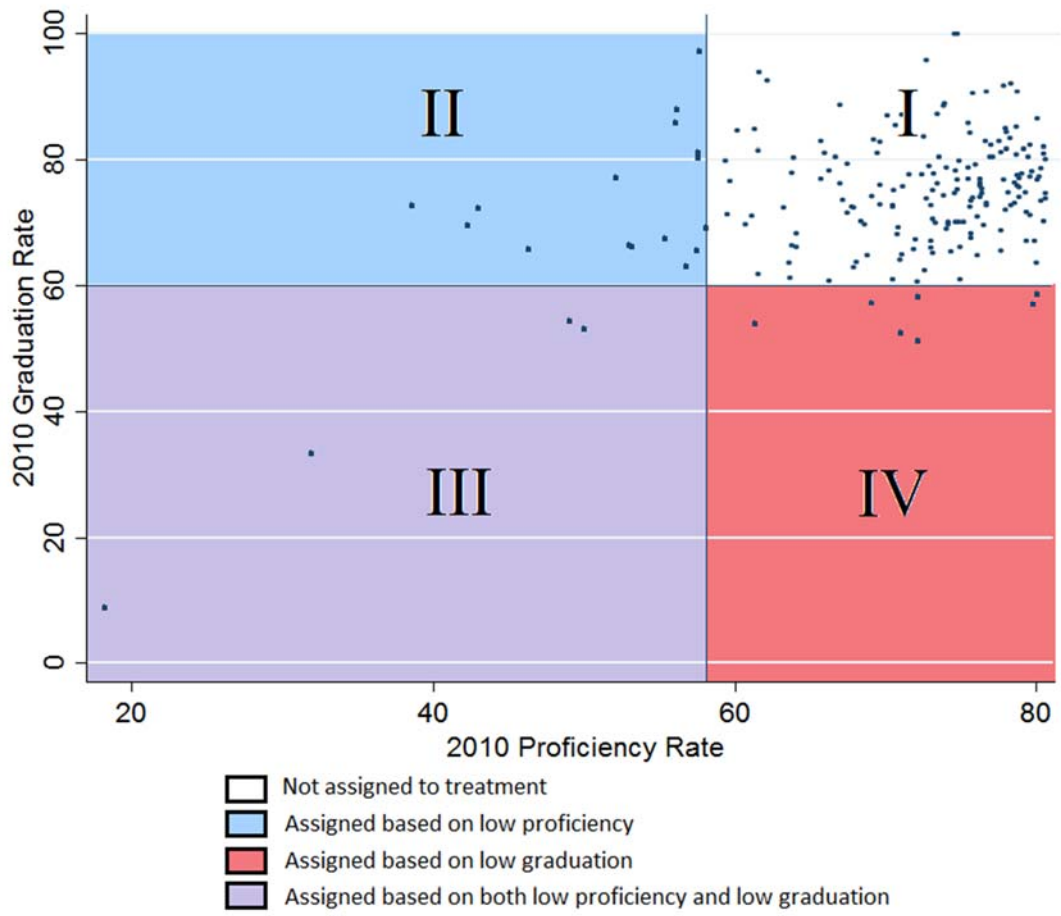 100
80
60
40
20
0
2010 Graduation Rate
II
I
III
IV
20
40
60
80
2010 Proficiency Rate
Not assigned to treatment
Assigned based on low proficiency
Assigned based on low graduation
Assigned based on both low proficiency and low graduation